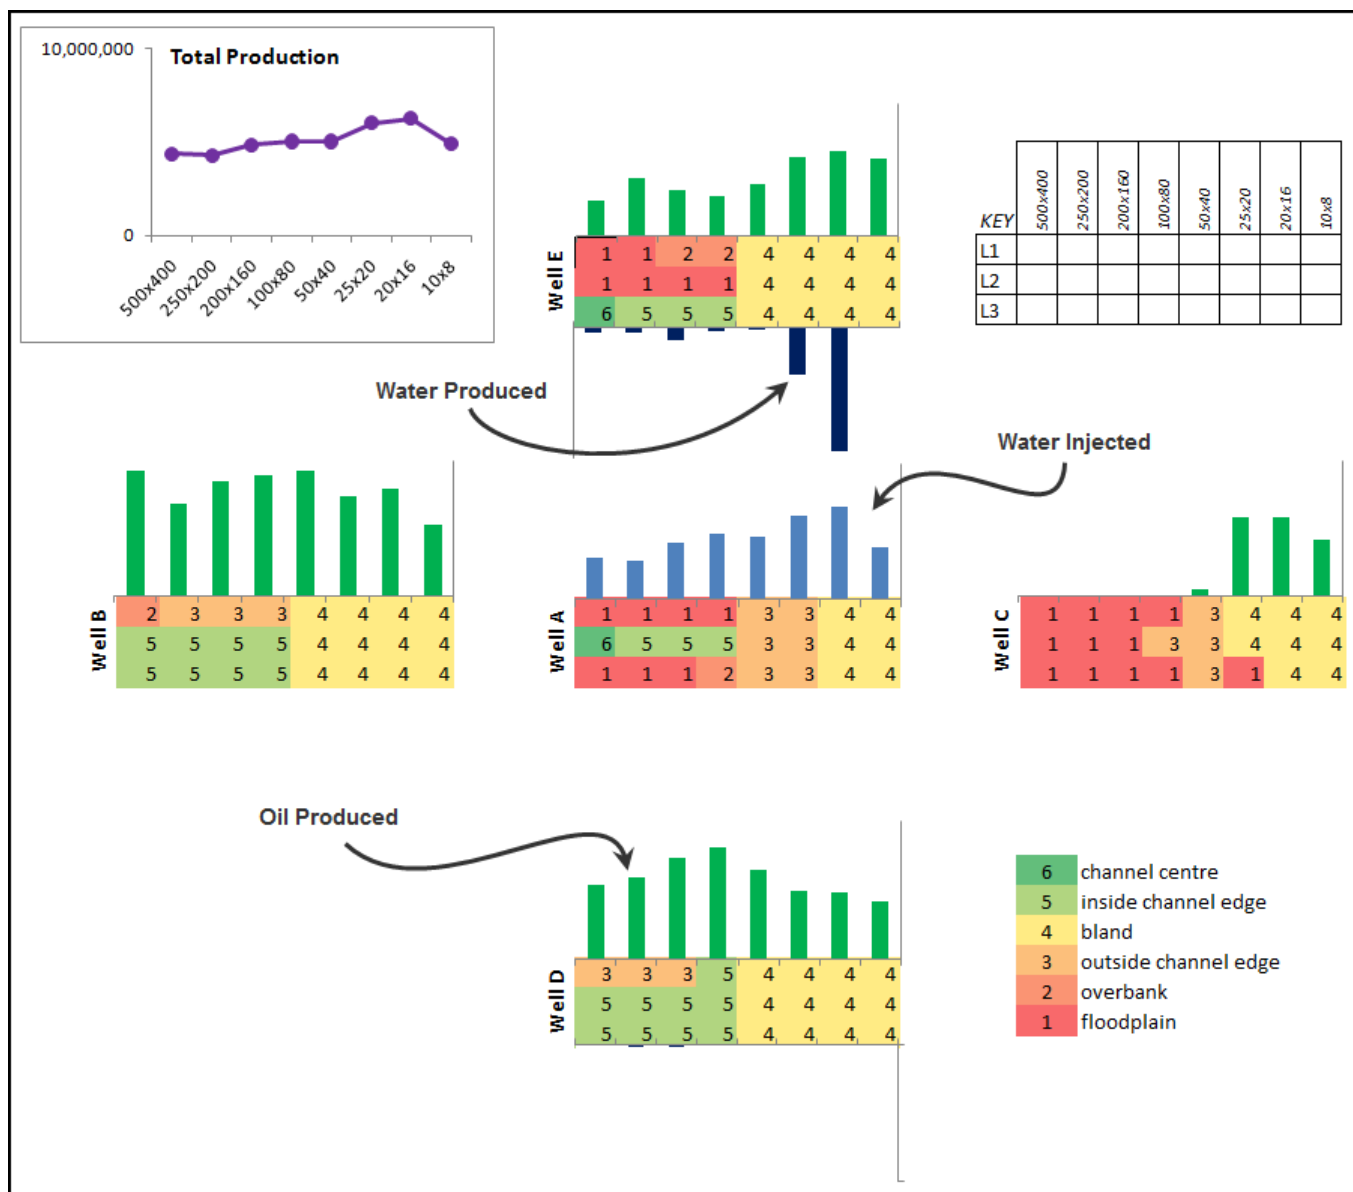 10,000,000
Total Production
0
500x400
250x200
200x160
100x80
50x40
25x20
20x16
10x8
KEY
500x400
250x200
200x160
100x80
50x40
25x20
20x16
10x8
L1
L2
L3
Well E
1 1 2 2 4 4 4 4
1 1 1 1 4 4 4 4
6 5 5 5 4 4 4 4
Water Produced
Water Injected
Well B
2 3 3 3 4 4 4 4
5 5 5 5 4 4 4 4
5 5 5 5 4 4 4 4
Well A
1 1 1 1 3 3 4 4
6 5 5 5 3 3 4 4
1 1 1 2 3 3 4 4
Well C
1 1 1 1 3 4 4 4
1 1 1 3 3 4 4 4
1 1 1 1 3 1 4 4
Oil Produced
Well D
3 3 3 5 4 4 4 4
5 5 5 5 4 4 4 4
5 5 5 5 4 4 4 4
6 channel centre
5 inside channel edge
4 bland
3 outside channel edge
2 overbank
1 floodplain